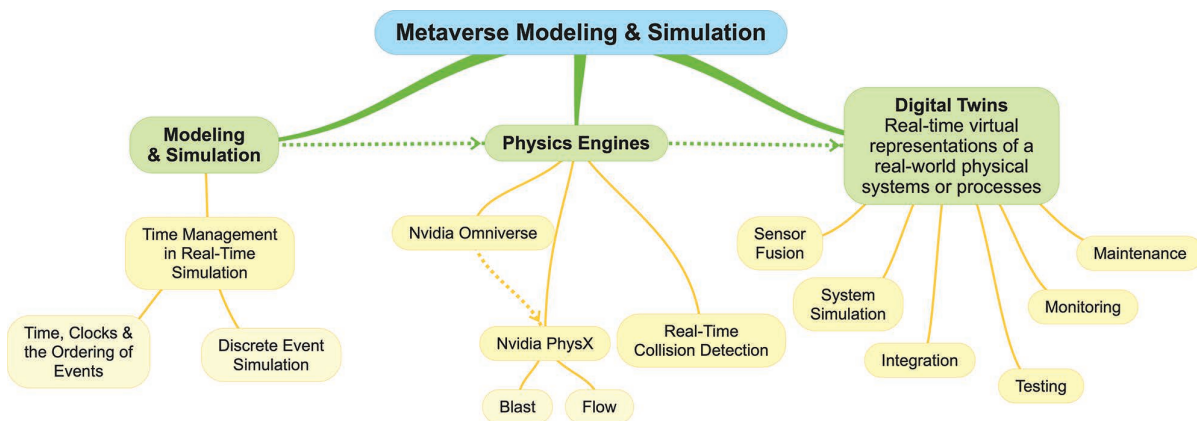 Metaverse Modeling & Simulation
Modeling
& Simulation
Physics Engines
Digital Twins
Real-time virtual
representations of a
real-world physical
systems or processes
Time Management
in Real-Time
Simulation
Time, Clocks &
the Ordering of
Events
Discrete Event
Simulation
Nvidia Omniverse
Nvidia PhysX
Blast
Flow
Real-Time
Collision Detection
Sensor
Fusion
System
Simulation
Integration
Testing
Monitoring
Maintenance